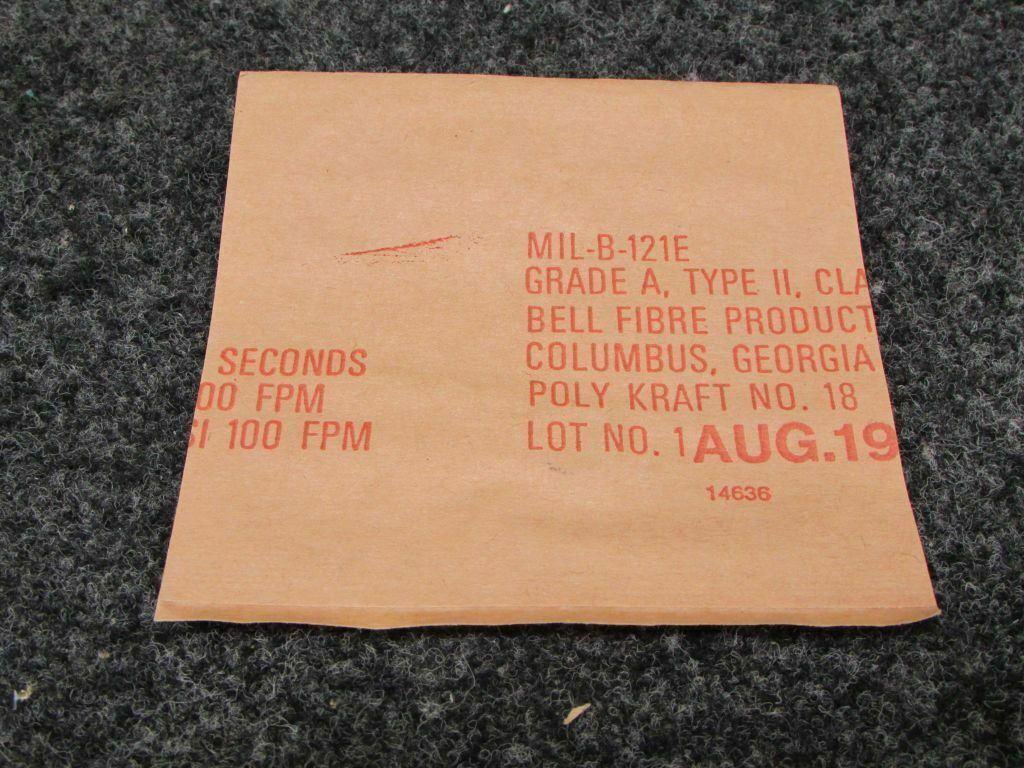 MIL-B-121E
GRADE A, TYPE II, CLA
BELL FIBRE PRODUCT
COLUMBUS, GEORGIA
POLY KRAFT NO. 18
LOT NO. 1 AUG.19
14636
SECONDS
00 FPM
SI 100 FPM